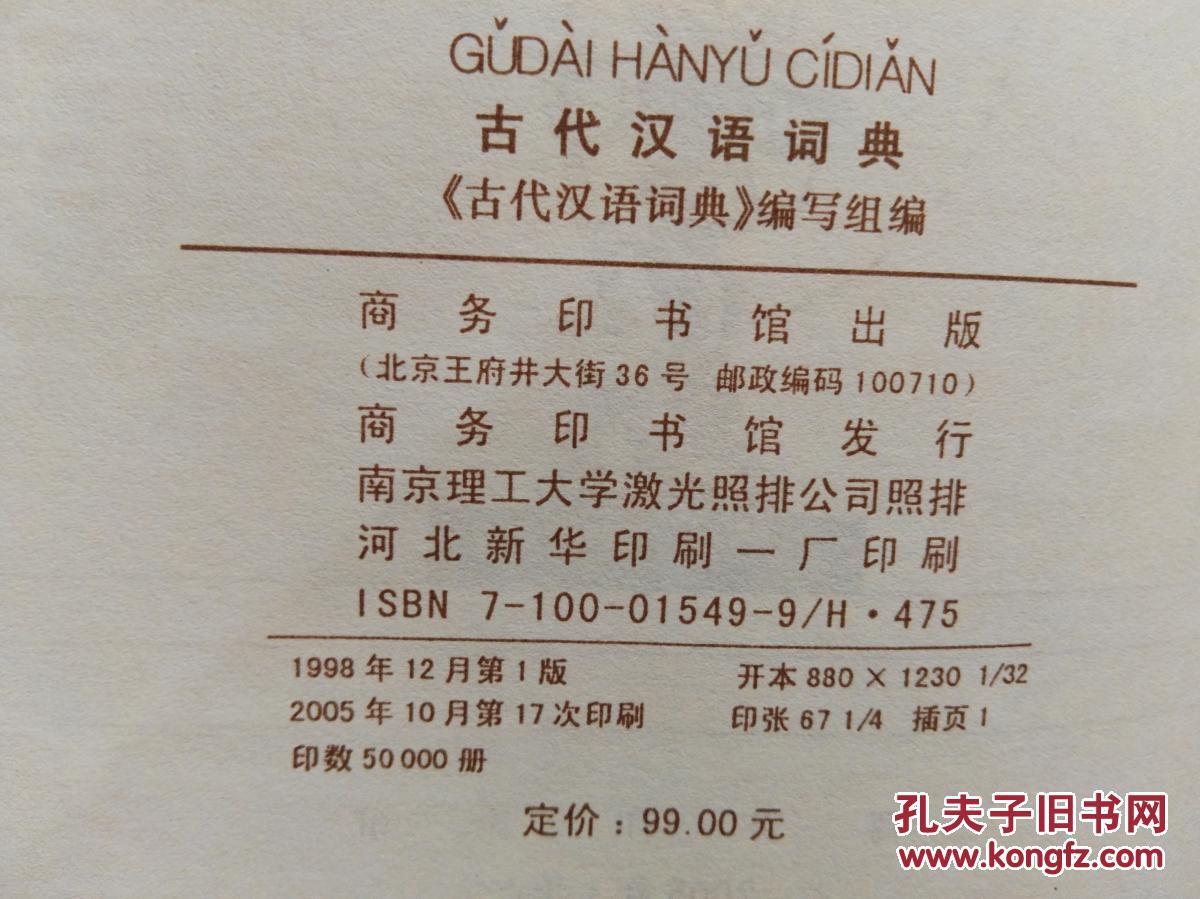 GǓDÀI HÀNYǓ CÍDIǍN
古代汉语词典
《古代汉语词典》编写组编
商务印书馆出版
(北京王府井大街36号 邮政编码100710)
商务印书馆发行
南京理工大学激光照排公司照排
河北新华印刷一厂印刷
ISBN 7-100-01549-9/H·475
1998年12月第1版 开本880×1230 1/32
2005年10月第17次印刷 印张67 1/4 插页1
印数50000册
定价:99.00元
孔夫子旧书网
www.kongfz.com